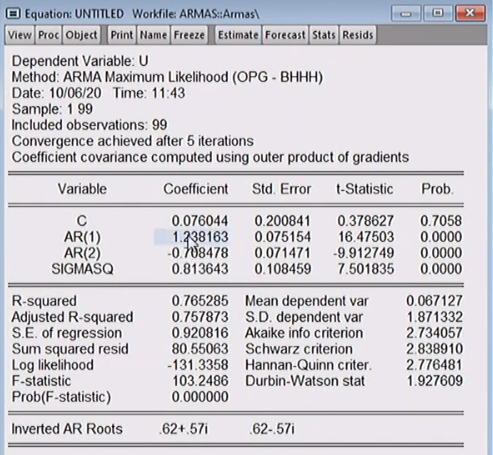 Equation: UNTITLED Workfile: ARMAS::Armas\
View Proc Object Print Name Freeze Estimate Forecast Stats Resids
Dependent Variable: U
Method: ARMA Maximum Likelihood (OPG - BHHH)
Date: 10/06/20 Time: 11:43
Sample: 1 99
Included observations: 99
Convergence achieved after 5 iterations
Coefficient covariance computed using outer product of gradients
Variable Coefficient Std. Error t-Statistic Prob.
C 0.076044 0.200841 0.378627 0.7058
AR(1) 1.238163 0.075154 16.47503 0.0000
AR(2) -0.708478 0.071471 -9.912749 0.0000
SIGMASQ 0.813643 0.108459 7.501835 0.0000
R-squared 0.765285 Mean dependent var 0.067127
Adjusted R-squared 0.757873 S.D. dependent var 1.871332
S.E. of regression 0.920816 Akaike info criterion 2.734057
Sum squared resid 80.55063 Schwarz criterion 2.838910
Log likelihood -131.3358 Hannan-Quinn criter. 2.776481
F-statistic 103.2486 Durbin-Watson stat 1.927609
Prob(F-statistic) 0.000000
Inverted AR Roots .62+.57i .62-.57i